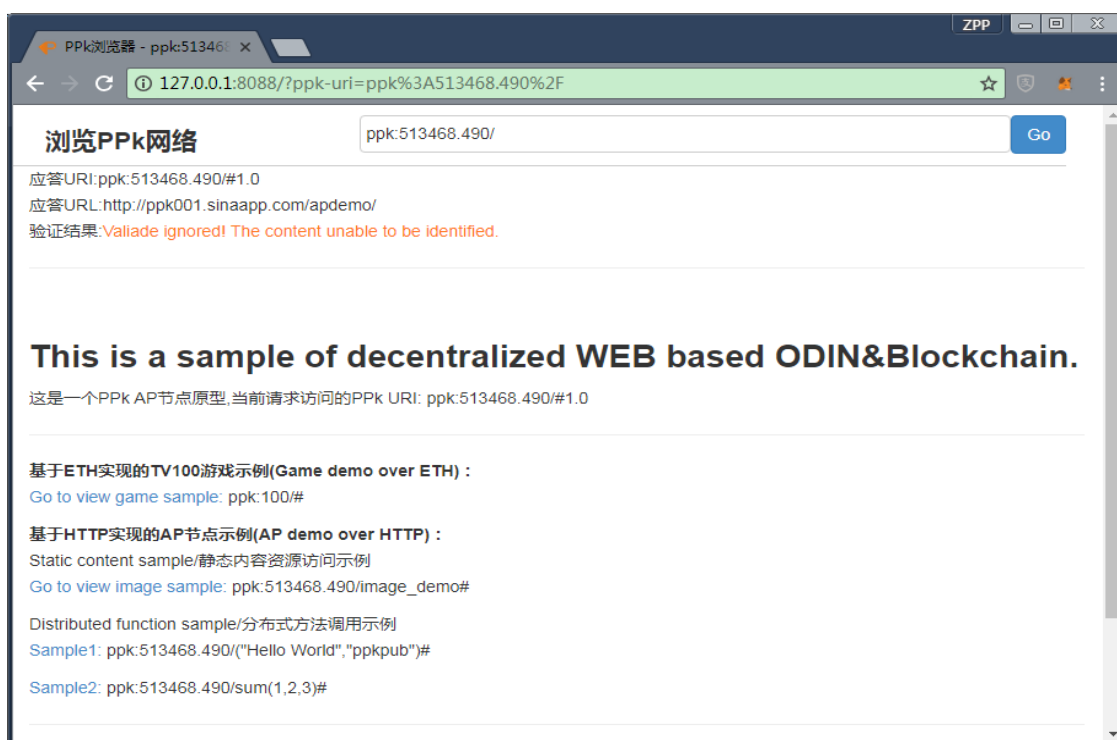 ZPP
PPk浏览器 - ppk:513468
127.0.0.1:8088/?ppk-uri=ppk%3A513468.490%2F
浏览PPk网络
ppk:513468.490/
Go
应答URI:ppk:513468.490/#1.0
应答URL:http://ppk001.sinaapp.com/apdemo/
验证结果:Valiade ignored! The content unable to be identified.
This is a sample of decentralized WEB based ODIN&Blockchain.
这是一个PPk AP节点原型,当前请求访问的PPk URI: ppk:513468.490/#1.0
基于ETH实现的TV100游戏示例(Game demo over ETH)：
Go to view game sample: ppk:100/#
基于HTTP实现的AP节点示例(AP demo over HTTP)：
Static content sample/静态内容资源访问示例
Go to view image sample: ppk:513468.490/image_demo#
Distributed function sample/分布式方法调用示例
Sample1: ppk:513468.490/("Hello World","ppkpub")#
Sample2: ppk:513468.490/sum(1,2,3)#